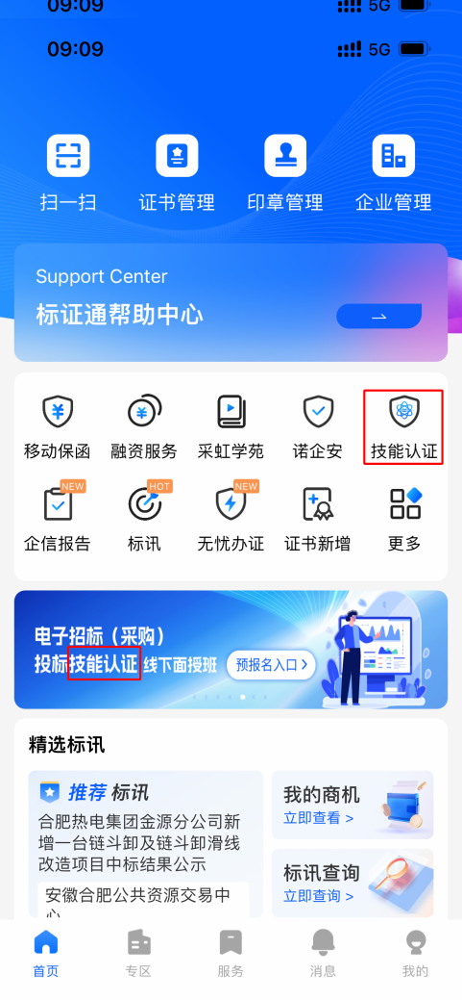 09:09
5G
09:09
5G
扫一扫
证书管理
印章管理
企业管理
Support Center
标证通帮助中心
移动保函
融资服务
采虹学苑
诺企安
技能认证
NEW
HOT
NEW
企信报告
标讯
无忧办证
证书新增
更多
电子招标（采购）
投标技能认证 线下面授班
预报名入口
精选标讯
推荐 标讯
合肥热电集团金源分公司新
增一台链斗卸及链斗卸滑线
改造项目中标结果公示
安徽合肥公共资源交易中
心
我的商机
立即查看 >
标讯查询
立即查询 >
首页
专区
服务
消息
我的